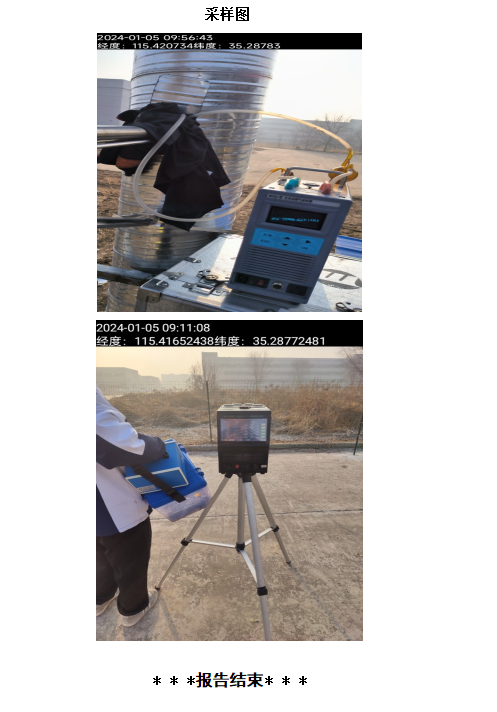 采样图
2024-01-05 09:56:43
经度：115.420734纬度：35.28783
2024-01-05 09:11:08
经度：115.41652438纬度：35.28772481
* * *报告结束* * *